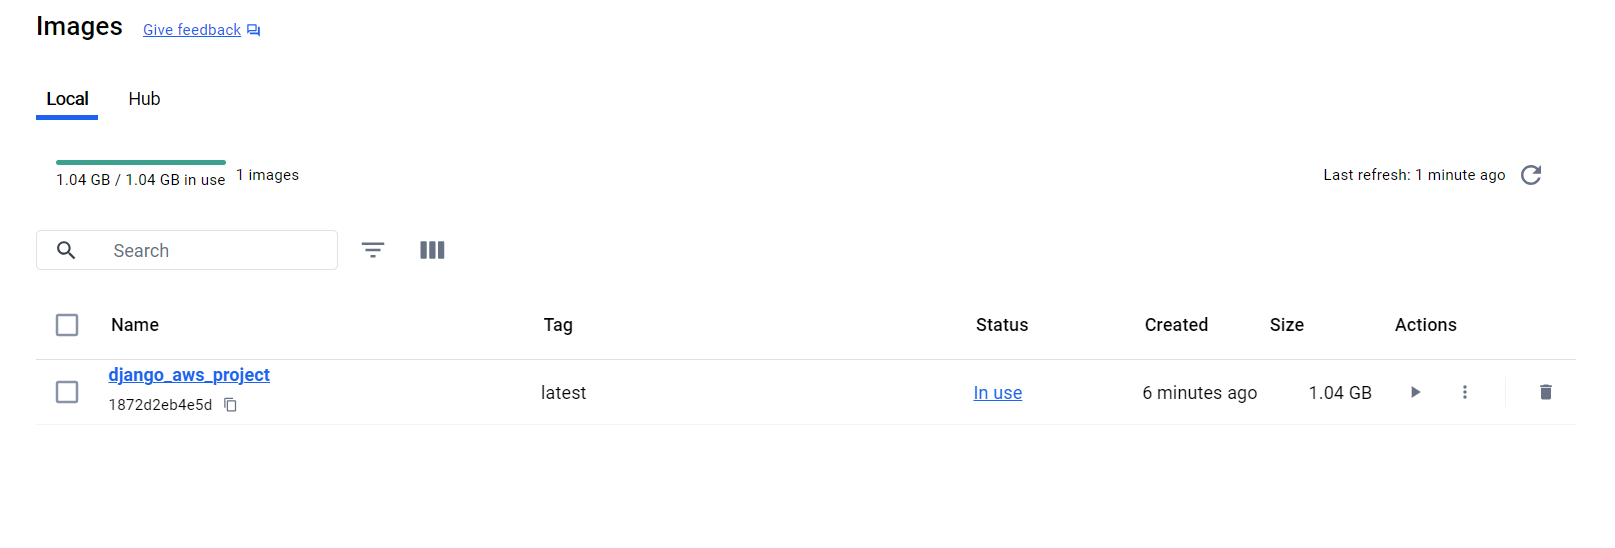 Images Give feedback
Local Hub
1.04 GB / 1.04 GB in use 1 images Last refresh: 1 minute ago
Search
Name Tag Status Created Size Actions
django_aws_project
latest In use 6 minutes ago 1.04 GB
1872d2eb4e5d